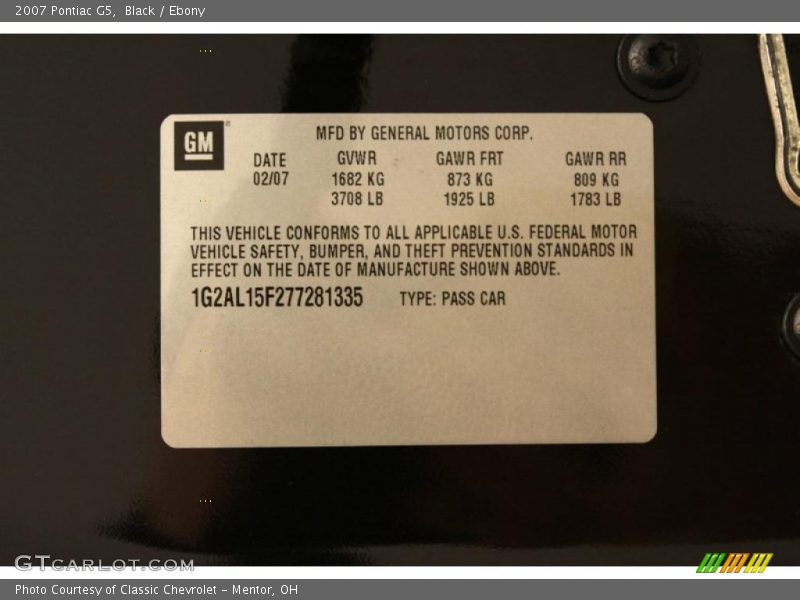 2007 Pontiac G5, Black / Ebony
GM
MFD BY GENERAL MOTORS CORP.
DATE GVWR GAWR FRT GAWR RR
02/07 1682 KG 873 KG 809 KG
3708 LB 1925 LB 1783 LB
THIS VEHICLE CONFORMS TO ALL APPLICABLE U.S. FEDERAL MOTOR
VEHICLE SAFETY, BUMPER, AND THEFT PREVENTION STANDARDS IN
EFFECT ON THE DATE OF MANUFACTURE SHOWN ABOVE.
1G2AL15F277281335 TYPE: PASS CAR
GTCARLOT.COM
Photo Courtesy of Classic Chevrolet - Mentor, OH